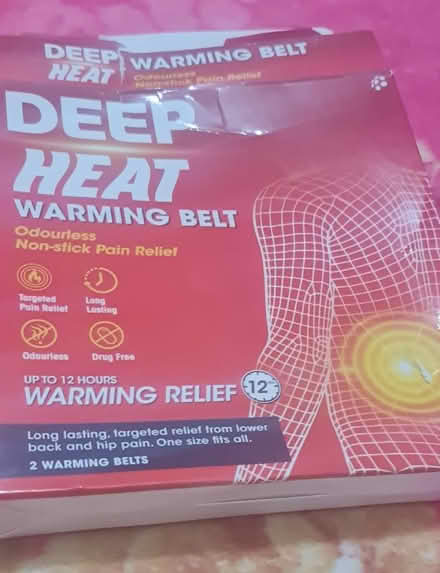 DEEP HEAT
WARMING BELT
Odourless
Non-stick Pain Relief
DEEP
HEAT
WARMING BELT
Odourless
Non-stick Pain Relief
Targeted
Pain Relief
Long
Lasting
Odourless
Drug Free
UP TO 12 HOURS
WARMING RELIEF
12
Long lasting, targeted relief from lower
back and hip pain. One size fits all.
2 WARMING BELTS